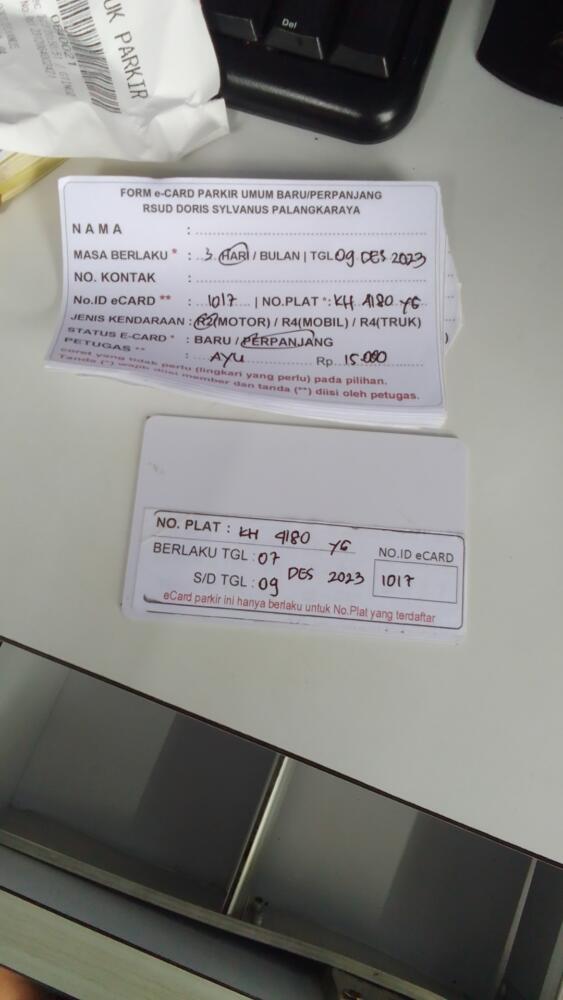 UK PARKIR
Del
FORM e-CARD PARKIR UMUM BARU/PERPANJANG
RSUD DORIS SYLVANUS PALANGKARAYA
NAMA :
MASA BERLAKU * : 3 HARI / BULAN | TGL 09 DES 2023
NO. KONTAK :
No.ID eCARD ** : 1017 | NO.PLAT *: KH 4180 YG
JENIS KENDARAAN : R2(MOTOR) / R4(MOBIL) / R4(TRUK)
STATUS E-CARD * : BARU / PERPANJANG
PETUGAS ** : AYU Rp. 15.000
coret yang tidak perlu (lingkari yang perlu) pada pilihan.
Tanda (*) wajib diisi member dan tanda (**) diisi oleh petugas.
NO. PLAT : KH 4180 YG
BERLAKU TGL : 07 DES 2023 NO.ID eCARD
S/D TGL : 09 1017
eCard parkir ini hanya berlaku untuk No.Plat yang terdaftar